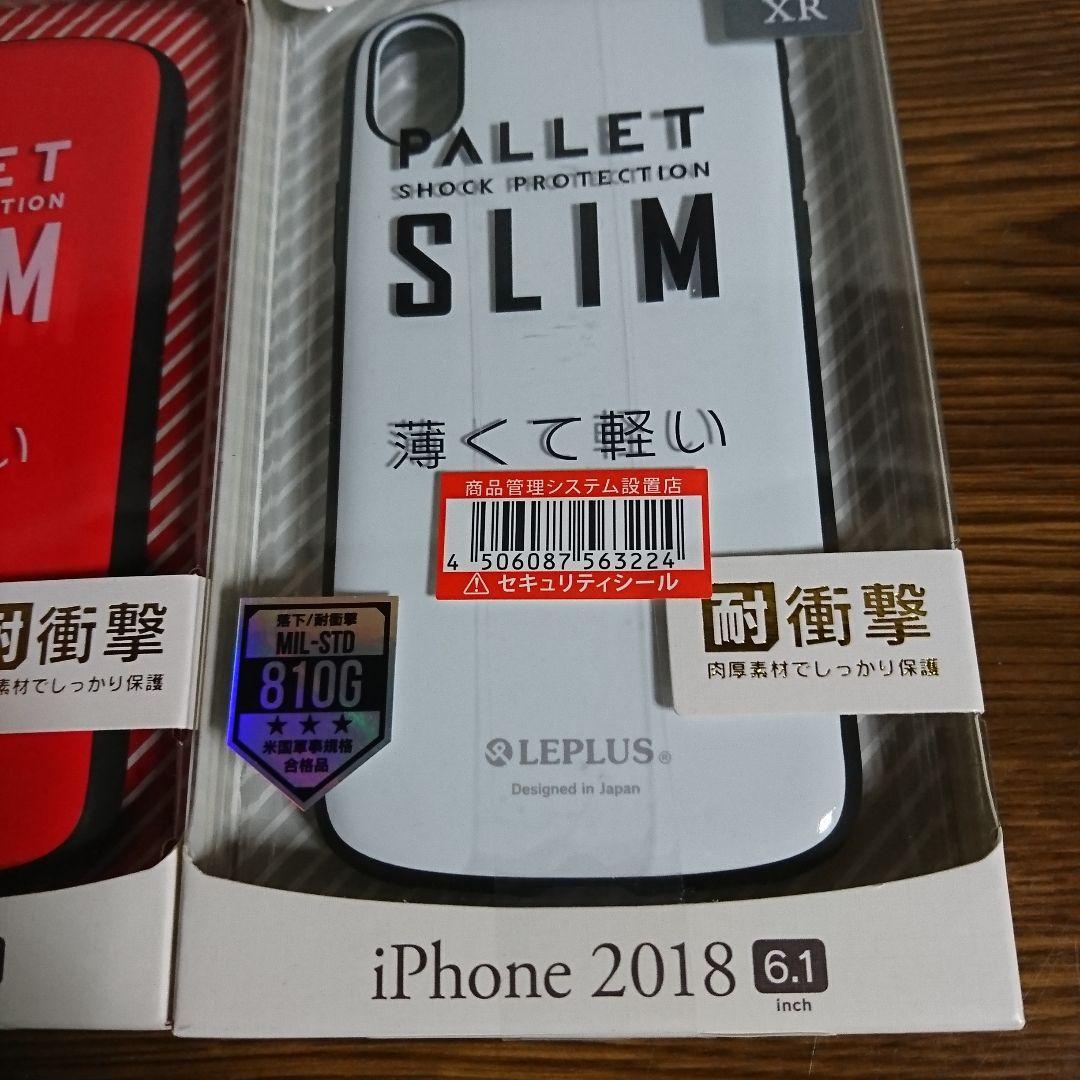 ET
TION
M
い
耐衝撃
素材でしっかり保護
XR
PALLET
SHOCK PROTECTION
SLIM
薄くて軽い
商品管理システム設置店
4 506087 563224
セキュリティシール
耐衝撃
肉厚素材でしっかり保護
落下/耐衝撃
MIL-STD
810G
★★★
米国軍事規格
合格品
LEPLUS®
Designed in Japan
iPhone 2018 6.1
inch